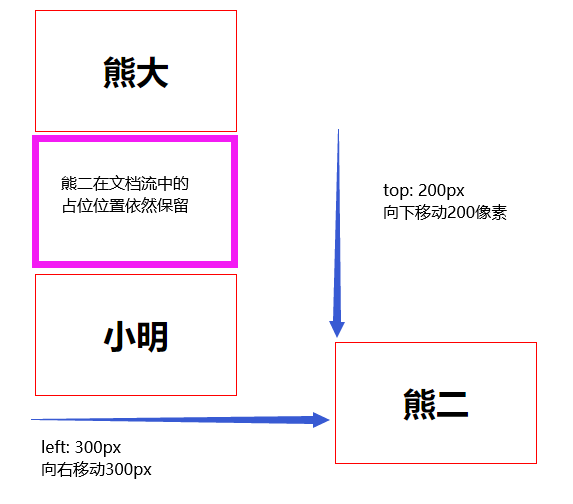 熊大
熊二在文档流中的
占位位置依然保留
top: 200px
向下移动200像素
小明
熊二
left: 300px
向右移动300px